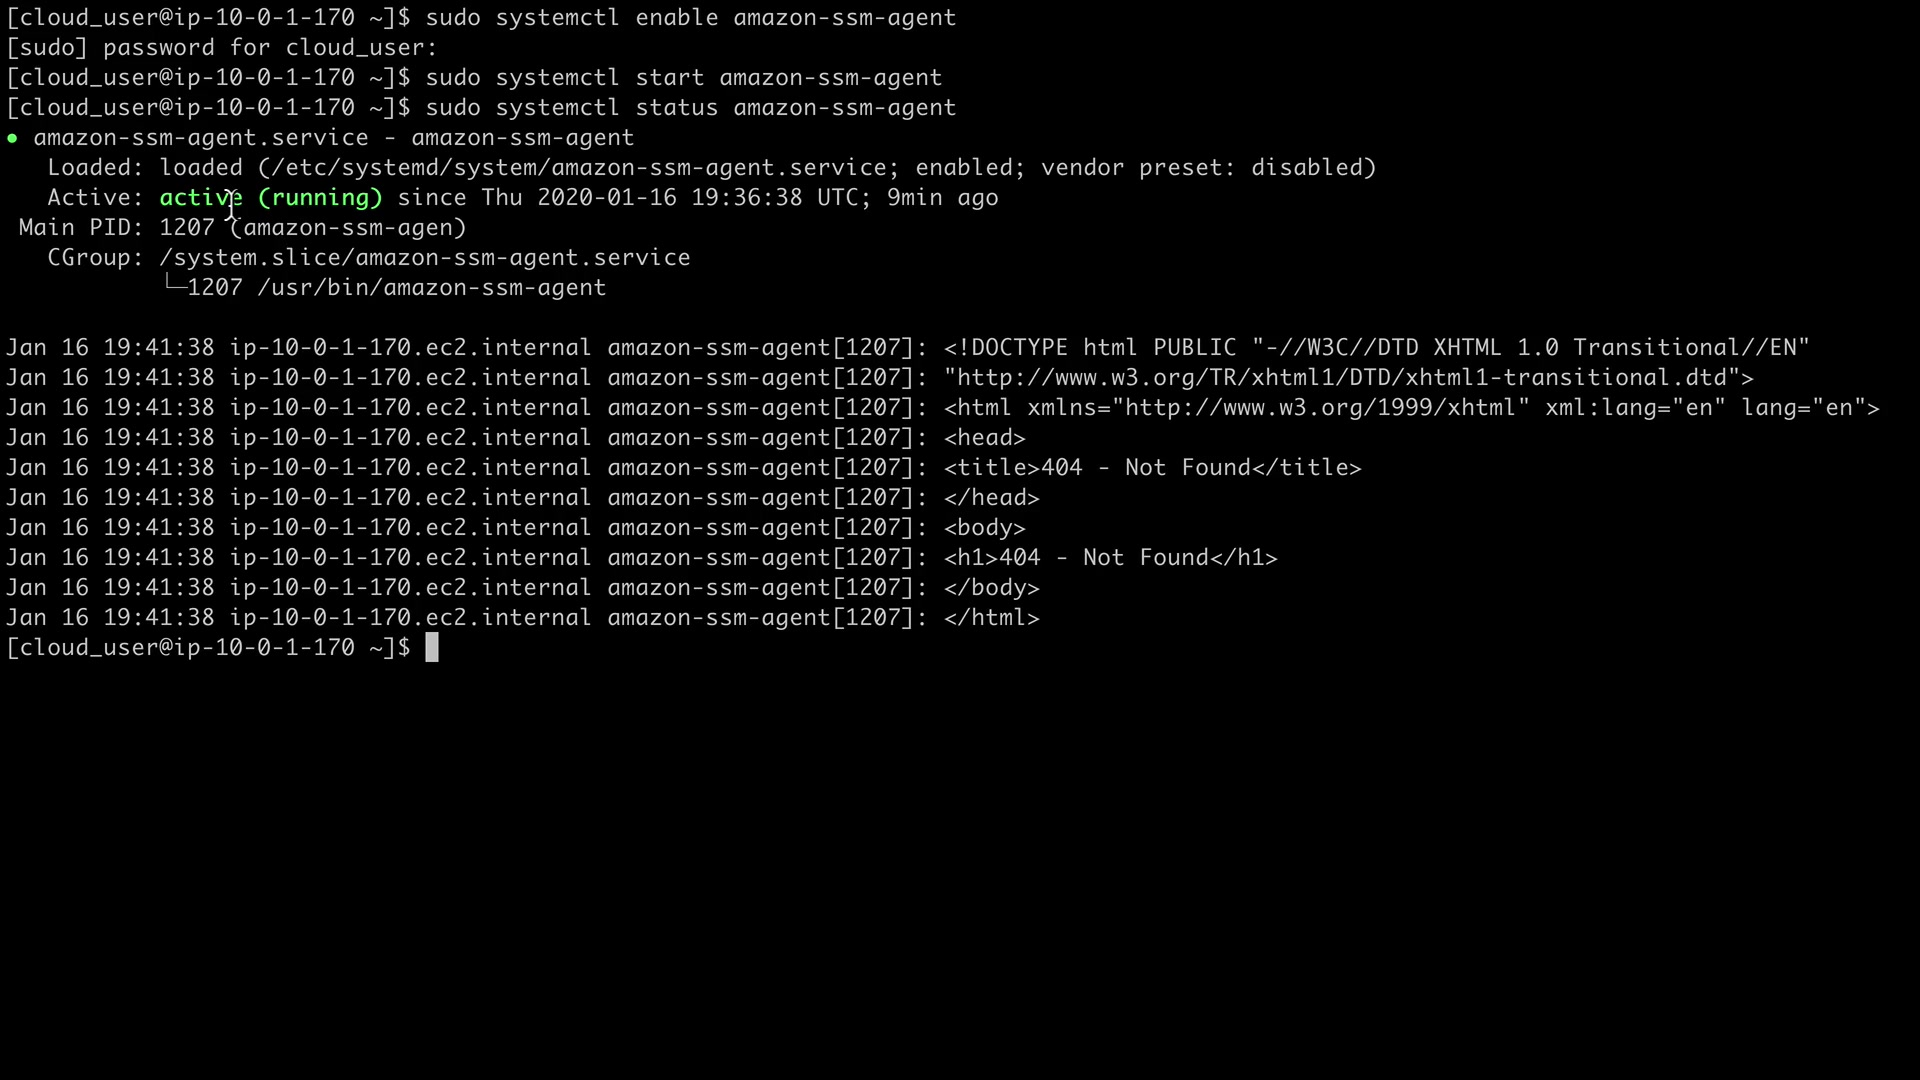 [cloud_user@ip-10-0-1-170 ~]$ sudo systemctl enable amazon-ssm-agent
[sudo] password for cloud_user:
[cloud_user@ip-10-0-1-170 ~]$ sudo systemctl start amazon-ssm-agent
[cloud_user@ip-10-0-1-170 ~]$ sudo systemctl status amazon-ssm-agent
● amazon-ssm-agent.service - amazon-ssm-agent
   Loaded: loaded (/etc/systemd/system/amazon-ssm-agent.service; enabled; vendor preset: disabled)
   Active: active (running) since Thu 2020-01-16 19:36:38 UTC; 9min ago
 Main PID: 1207 (amazon-ssm-agen)
   CGroup: /system.slice/amazon-ssm-agent.service
           └─1207 /usr/bin/amazon-ssm-agent
Jan 16 19:41:38 ip-10-0-1-170.ec2.internal amazon-ssm-agent[1207]: <!DOCTYPE html PUBLIC "-//W3C//DTD XHTML 1.0 Transitional//EN"
Jan 16 19:41:38 ip-10-0-1-170.ec2.internal amazon-ssm-agent[1207]: "http://www.w3.org/TR/xhtml1/DTD/xhtml1-transitional.dtd">
Jan 16 19:41:38 ip-10-0-1-170.ec2.internal amazon-ssm-agent[1207]: <html xmlns="http://www.w3.org/1999/xhtml" xml:lang="en" lang="en">
Jan 16 19:41:38 ip-10-0-1-170.ec2.internal amazon-ssm-agent[1207]: <head>
Jan 16 19:41:38 ip-10-0-1-170.ec2.internal amazon-ssm-agent[1207]: <title>404 - Not Found</title>
Jan 16 19:41:38 ip-10-0-1-170.ec2.internal amazon-ssm-agent[1207]: </head>
Jan 16 19:41:38 ip-10-0-1-170.ec2.internal amazon-ssm-agent[1207]: <body>
Jan 16 19:41:38 ip-10-0-1-170.ec2.internal amazon-ssm-agent[1207]: <h1>404 - Not Found</h1>
Jan 16 19:41:38 ip-10-0-1-170.ec2.internal amazon-ssm-agent[1207]: </body>
Jan 16 19:41:38 ip-10-0-1-170.ec2.internal amazon-ssm-agent[1207]: </html>
[cloud_user@ip-10-0-1-170 ~]$